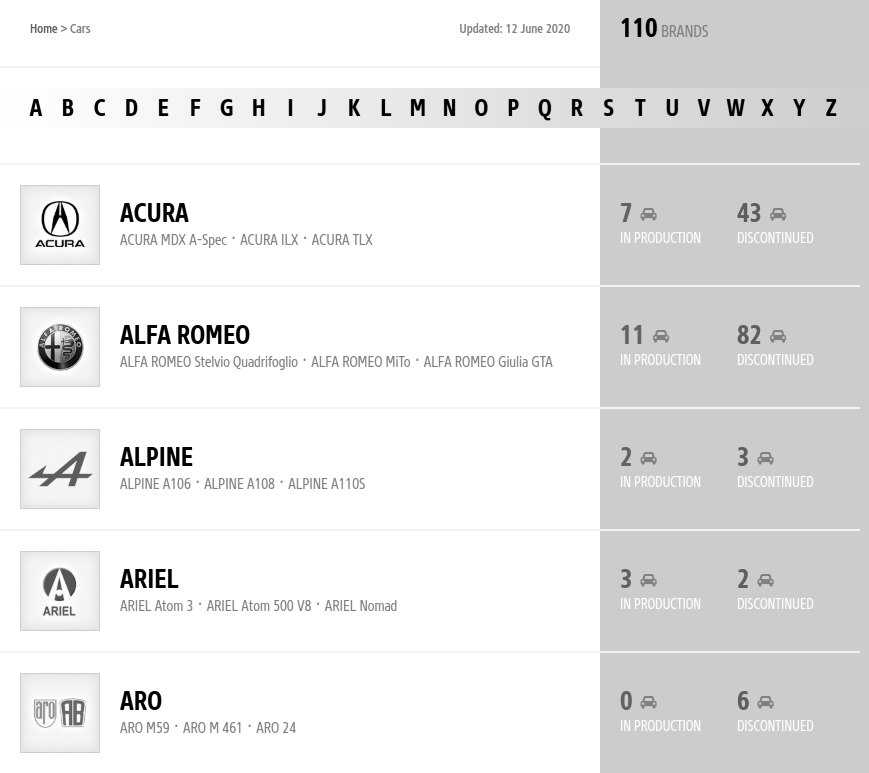 Home > Cars
Updated: 12 June 2020
110 BRANDS
A B C D E F G H I J K L M N O P Q R S T U V W X Y Z
ACURA
ACURA
ACURA MDX A-Spec · ACURA ILX · ACURA TLX
7
IN PRODUCTION
43
DISCONTINUED
ALFA ROMEO
ALFA ROMEO
ALFA ROMEO Stelvio Quadrifoglio · ALFA ROMEO MiTo · ALFA ROMEO Giulia GTA
11
IN PRODUCTION
82
DISCONTINUED
ALPINE
ALPINE A106 · ALPINE A108 · ALPINE A110S
2
IN PRODUCTION
3
DISCONTINUED
ARIEL
ARIEL
ARIEL Atom 3 · ARIEL Atom 500 V8 · ARIEL Nomad
3
IN PRODUCTION
2
DISCONTINUED
aro AB
ARO
ARO M59 · ARO M 461 · ARO 24
0
IN PRODUCTION
6
DISCONTINUED